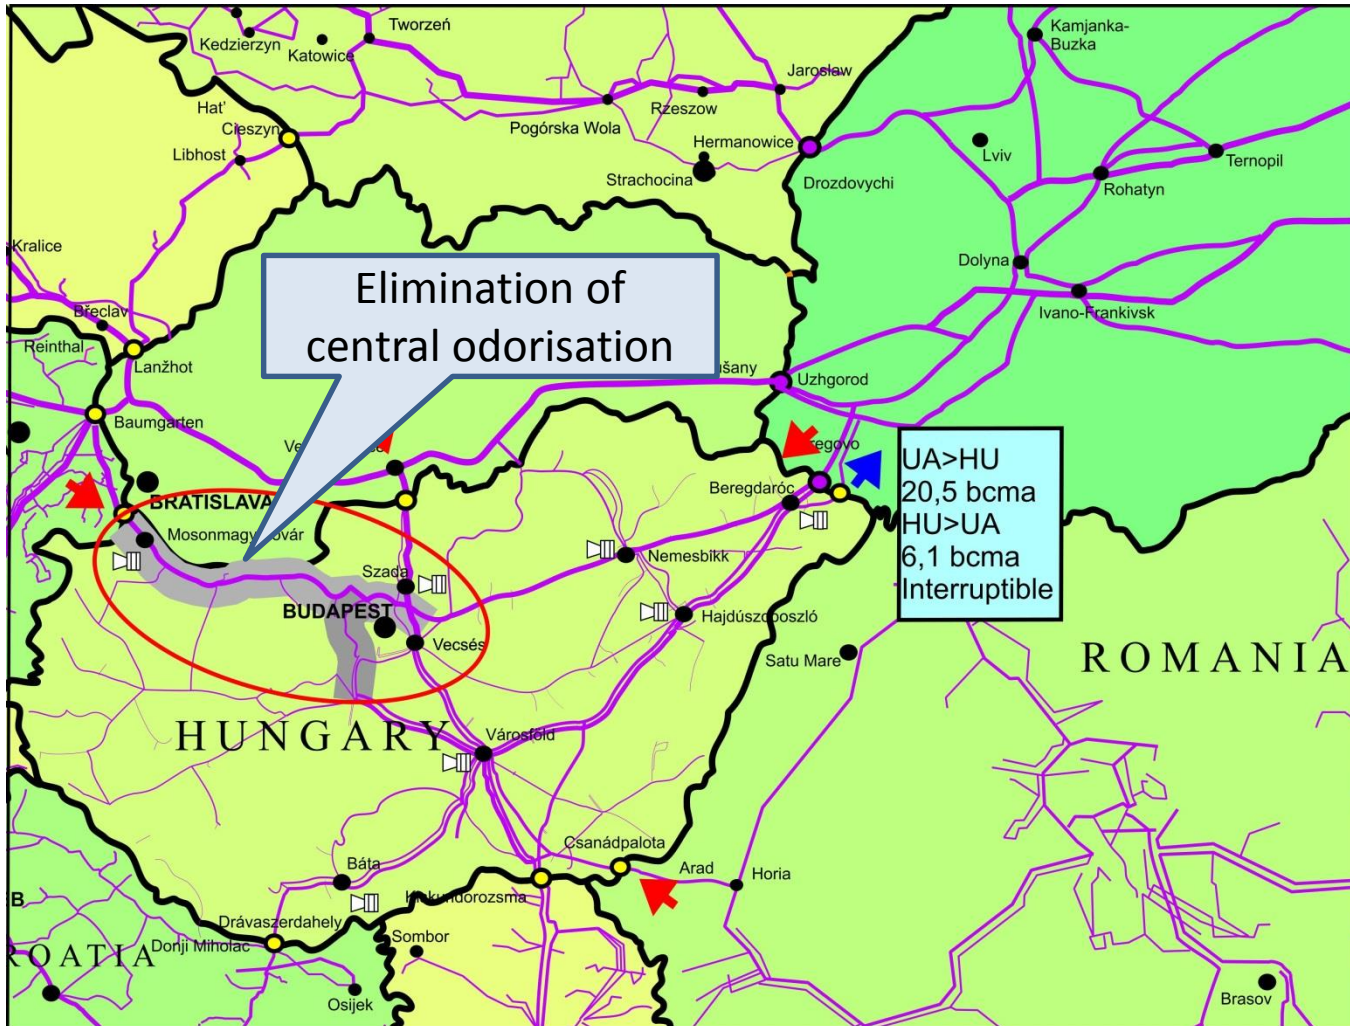 Tworzeń
Kedzierzyn
Katowice
Kamjanka-
Buzka
Jaroslaw
Rzeszow
Hat'
Cieszyn
Pogórska Wola
Libhost
Hermanowice
Lviv
Ternopil
Strachocina
Drozdovychi
Rohatyn
Kralice
Dolyna
Elimination of
central odorisation
Břeclav
Ivano-Frankivsk
Reinthal
Lanžhot
Uzhgorod
Baumgarten
UA>HU
20,5 bcma
HU>UA
6,1 bcma
Interruptible
Beregdaróc
BRATISLAVA
Nemesbikk
Szada
BUDAPEST
Vecsés
Satu Mare
ROMANIA
HUNGARY
Városföld
Csanádpalota
Báta
Arad
Horia
Drávaszerdahely
Donji Miholac
Sombor
Osijek
Brasov